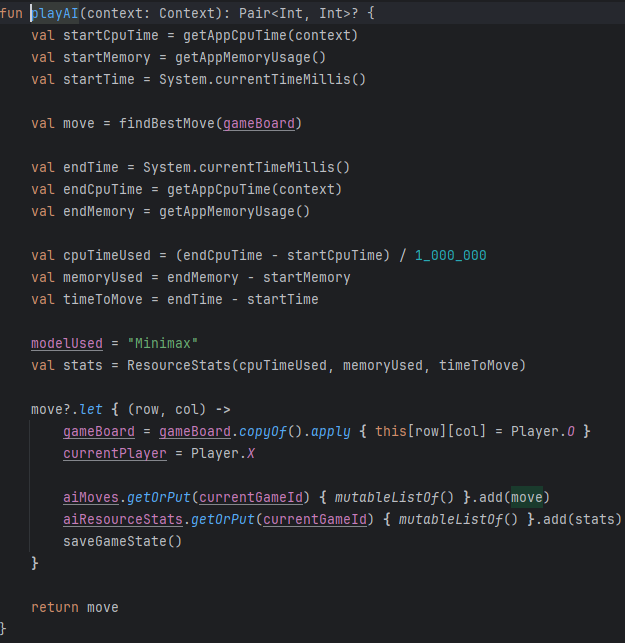 fun playAI(context: Context): Pair<Int, Int>? {
val startCpuTime = getAppCpuTime(context)
val startMemory = getAppMemoryUsage()
val startTime = System.currentTimeMillis()
val move = findBestMove(gameBoard)
val endTime = System.currentTimeMillis()
val endCpuTime = getAppCpuTime(context)
val endMemory = getAppMemoryUsage()
val cpuTimeUsed = (endCpuTime - startCpuTime) / 1_000_000
val memoryUsed = endMemory - startMemory
val timeToMove = endTime - startTime
modelUsed = "Minimax"
val stats = ResourceStats(cpuTimeUsed, memoryUsed, timeToMove)
move?.let { (row, col) ->
gameBoard = gameBoard.copyOf().apply { this[row][col] = Player.O }
currentPlayer = Player.X
aiMoves.getOrPut(currentGameId) { mutableListOf() }.add(move)
aiResourceStats.getOrPut(currentGameId) { mutableListOf() }.add(stats)
saveGameState()
}
return move
}